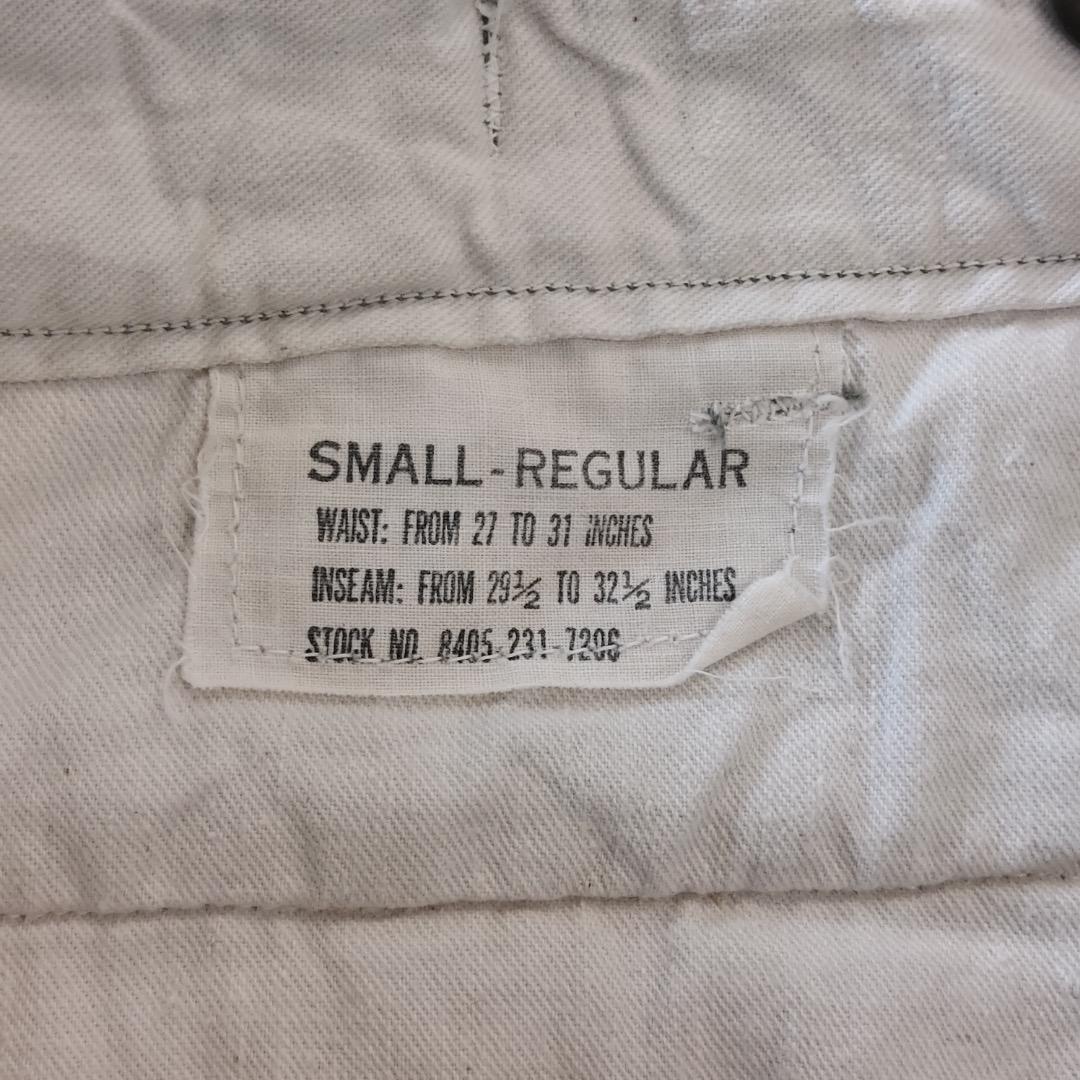 SMALL-REGULAR
WAIST: FROM 27 TO 31 INCHES
INSEAM: FROM 29½ TO 32½ INCHES
STOCK NO. 8405-231-7206